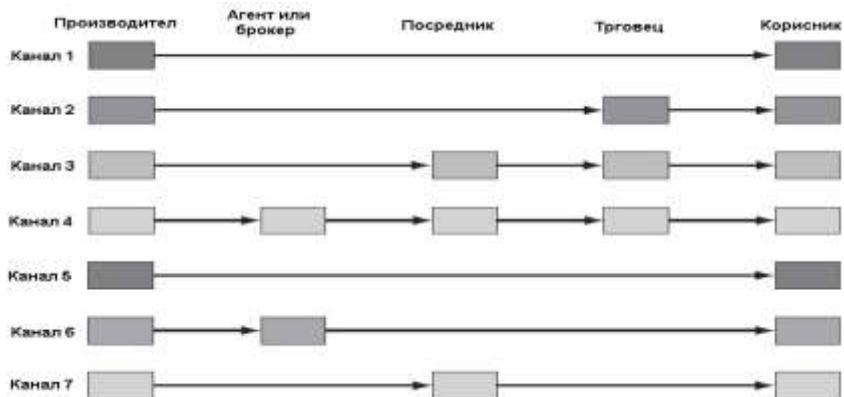 Производител Агент или брокер Посредник Трговец Корисник
Канал 1
Канал 2
Канал 3
Канал 4
Канал 5
Канал 6
Канал 7